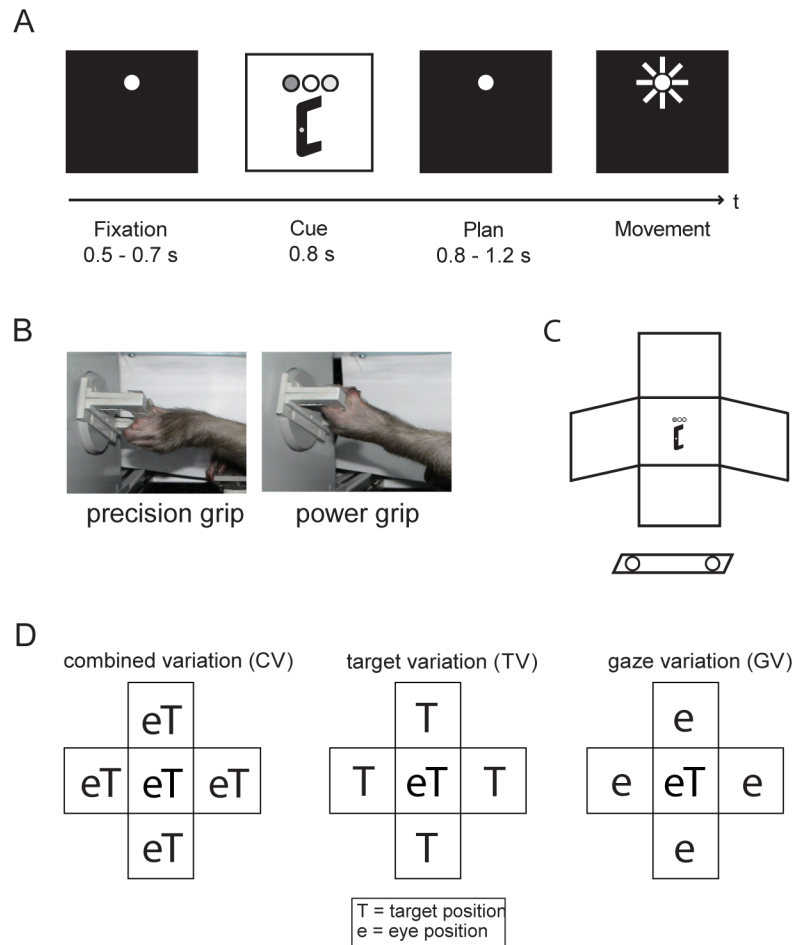 A
t
Fixation
0.5 - 0.7 s
Cue
0.8 s
Plan
0.8 - 1.2 s
Movement
B
precision grip
power grip
C
D
combined variation (CV)
target variation (TV)
gaze variation (GV)
eT
T
e
eT eT eT
T eT T
e eT e
eT
T
e
T = target position
e = eye position